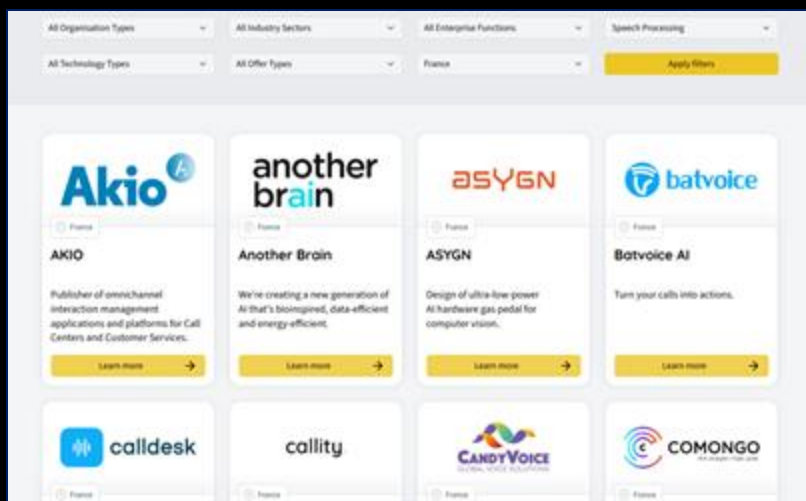 All Organisation Types
All Industry Sectors
All Enterprise Functions
Speech Processing
All Technology Types
All Offer Types
France
Apply filters
Akio
A
another
brain
asygn
batvoice
France
France
France
France
AKIO
Another Brain
ASYGN
Batvoice AI
Publisher of omnichannel
interaction management
applications and platforms for Call
Centers and Customer Services.
We're creating a new generation of
AI that's bioinspired, data-efficient
and energy-efficient.
Design of ultra-low power
AI hardware gas pedal for
computer vision.
Turn your calls into actions.
Learn more
Learn more
Learn more
Learn more
calldesk
callity
CANDYVOICE
GLOBAL VOICE SOLUTIONS
C
COMONGO
France
France
France
France